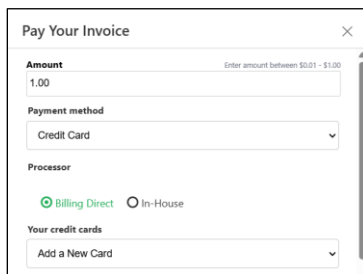 Pay Your Invoice
Amount Enter amount between $0.01 - $1.00
1.00
Payment method
Credit Card
Processor
Billing Direct In-House
Your credit cards
Add a New Card